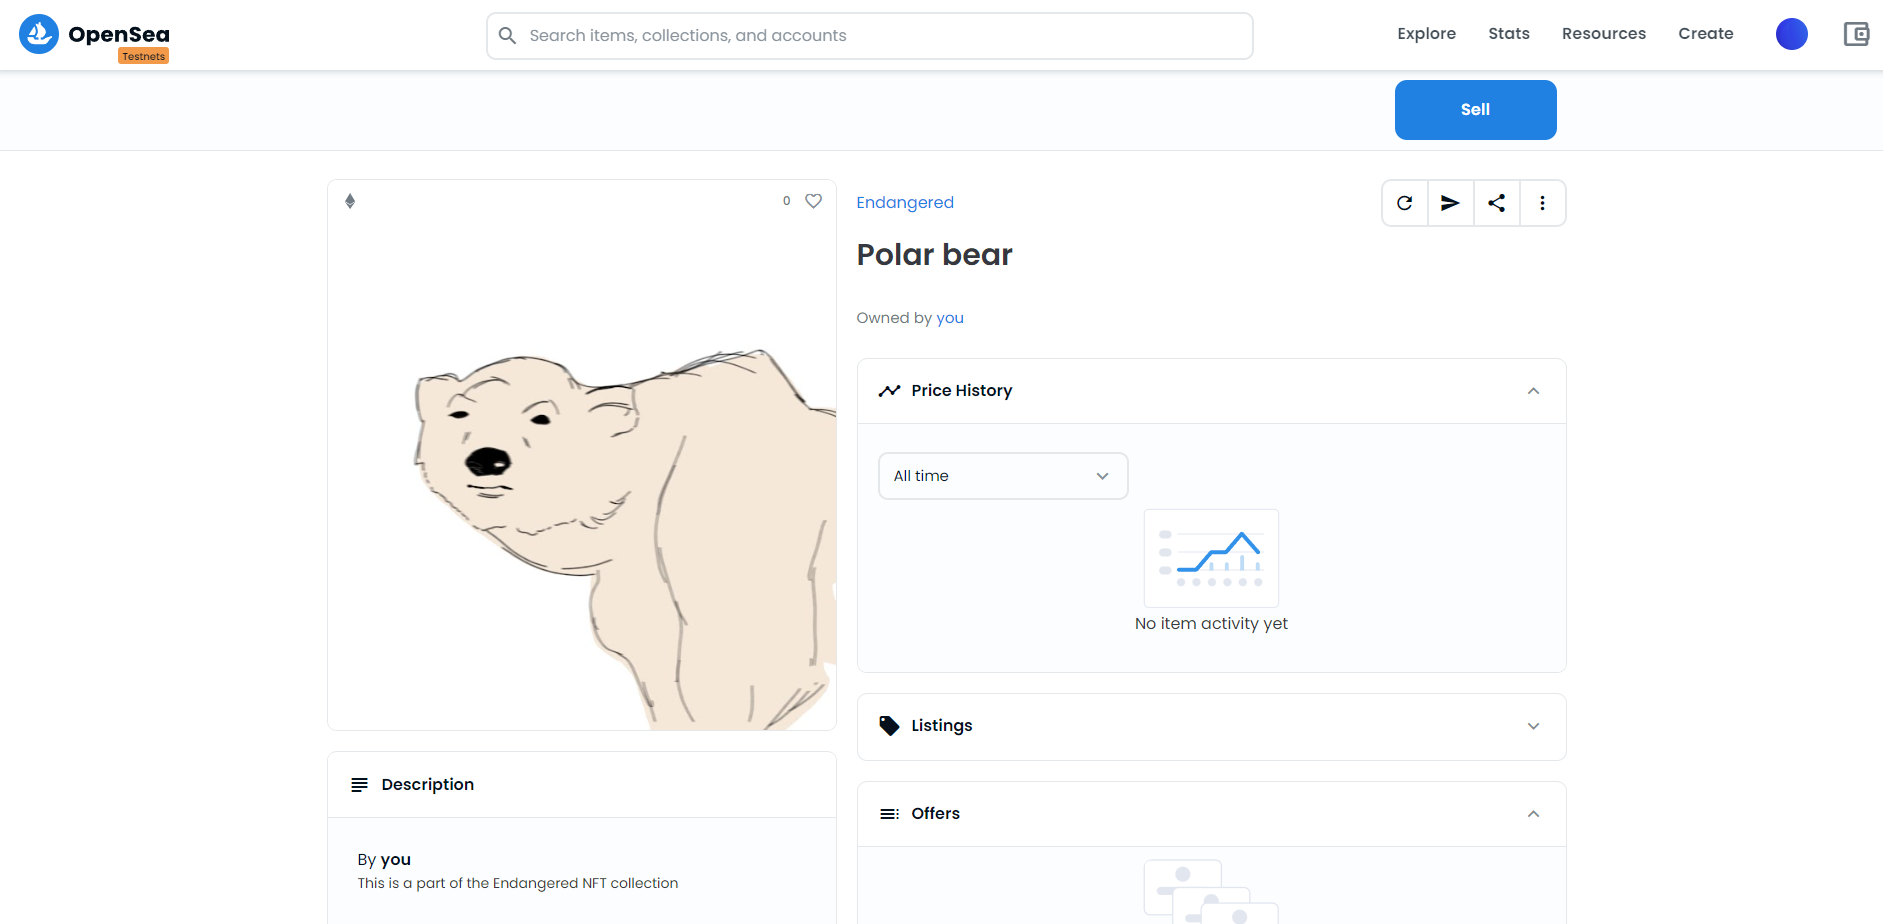 OpenSea
Testnets
Search items, collections, and accounts
Explore
Stats
Resources
Create
Sell
0
Endangered
Polar bear
Owned by you
Price History
All time
No item activity yet
Listings
Offers
Description
By you
This is a part of the Endangered NFT collection